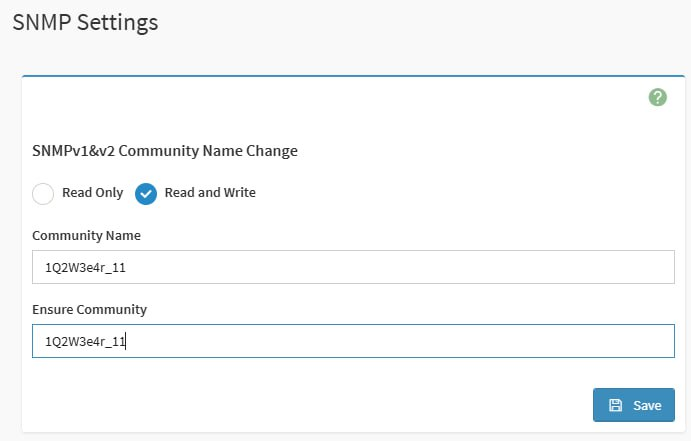 SNMP Settings
SNMPv1&v2 Community Name Change
Read Only Read and Write
Community Name
1Q2W3e4r_11
Ensure Community
1Q2W3e4r_11
Save